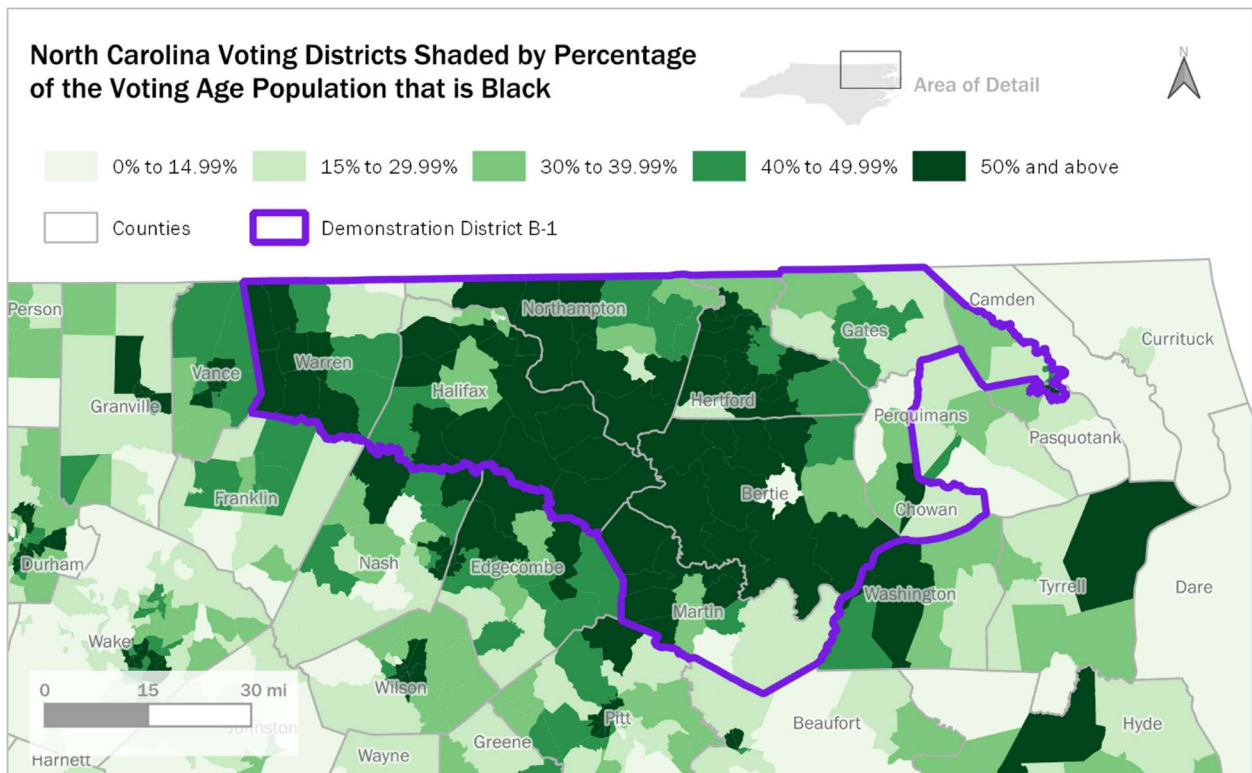 North Carolina Voting Districts Shaded by Percentage
of the Voting Age Population that is Black
N
Area of Detail
0% to 14.99%
15% to 29.99%
30% to 39.99%
40% to 49.99%
50% and above
Counties
Demonstration District B-1
Person
Granville
Vance
Warren
Halifax
Northampton
Hertford
Gates
Camden
Currituck
Perquimans
Pasquotank
Chowan
Bertie
Franklin
Nash
Edgecombe
Martin
Washington
Tyrrell
Dare
Durham
Wake
Wilson
Pitt
Beaufort
Hyde
Johnston
Wayne
Greene
Harnett
0 15 30 mi